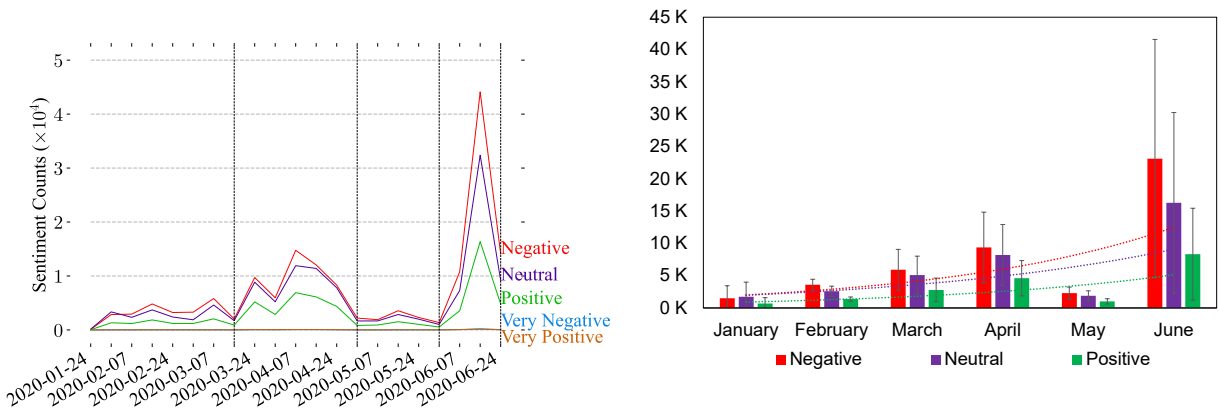 Sentiment Counts (×10⁴)
5
4
3
2
1
0
Negative
Neutral
Positive
Very Negative
Very Positive
2020-01-24
2020-02-07
2020-02-24
2020-03-07
2020-03-24
2020-04-07
2020-04-24
2020-05-07
2020-05-24
2020-06-07
2020-06-24
45 K
40 K
35 K
30 K
25 K
20 K
15 K
10 K
5 K
0 K
January February March April May June
Negative Neutral Positive